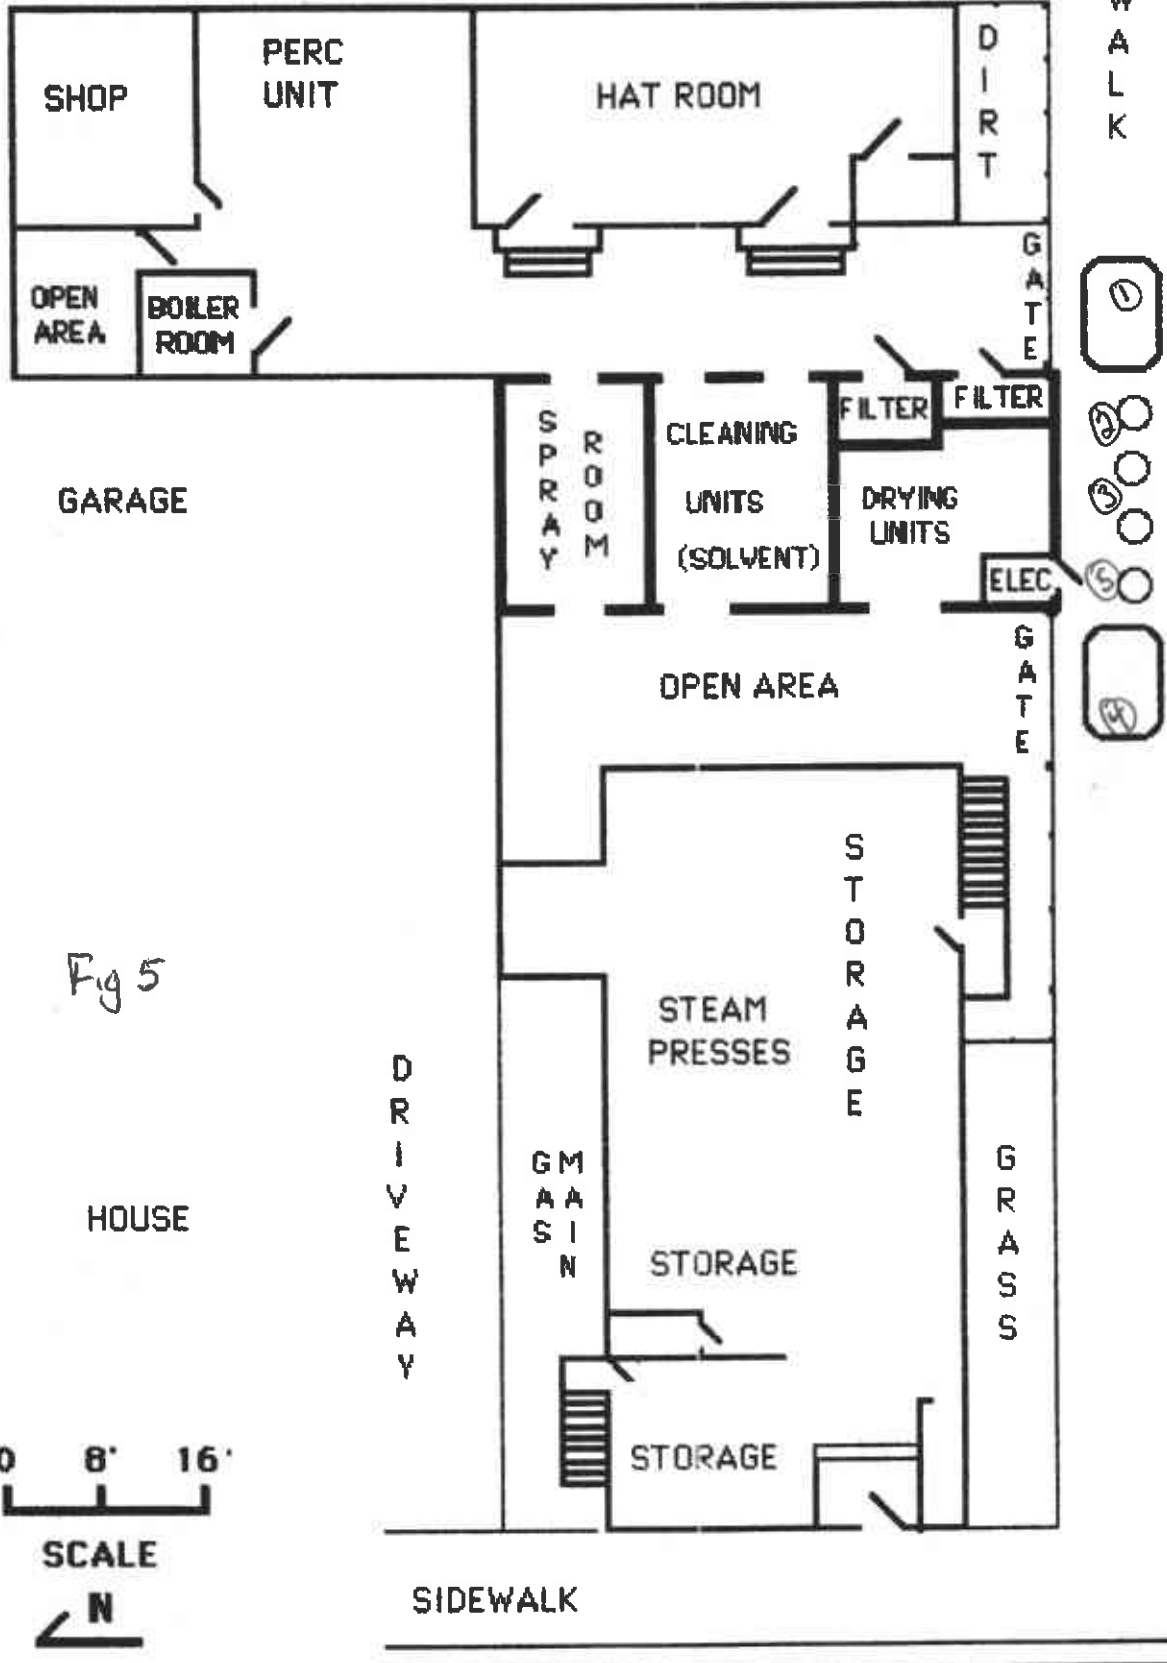 WALK
SHOP
PERC
UNIT
HAT ROOM
DIRT
OPEN
AREA
BOILER
ROOM
GATE
1
SPRAY
ROOM
CLEANING
UNITS
(SOLVENT)
FILTER
FILTER
DRYING
UNITS
ELEC
2
3
5
4
GARAGE
OPEN AREA
GATE
STORAGE
Fig 5
STEAM
PRESSES
DRIVEWAY
GAS
MAIN
GRASS
HOUSE
STORAGE
STORAGE
0 8' 16'
SCALE
N
SIDEWALK